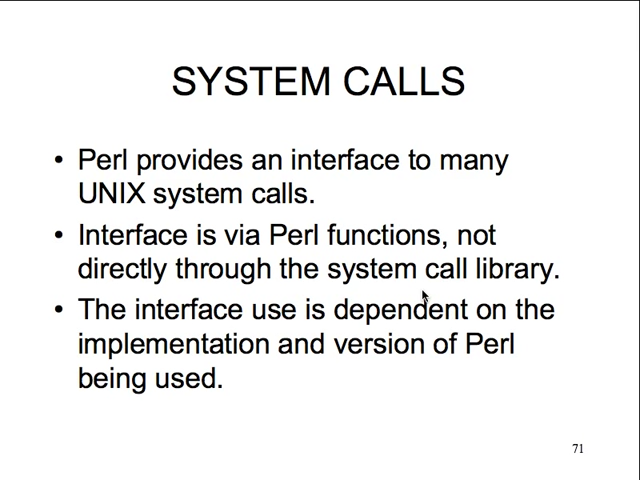 SYSTEM CALLS
• Perl provides an interface to many
UNIX system calls.
• Interface is via Perl functions, not
directly through the system call library.
• The interface use is dependent on the
implementation and version of Perl
being used.
71